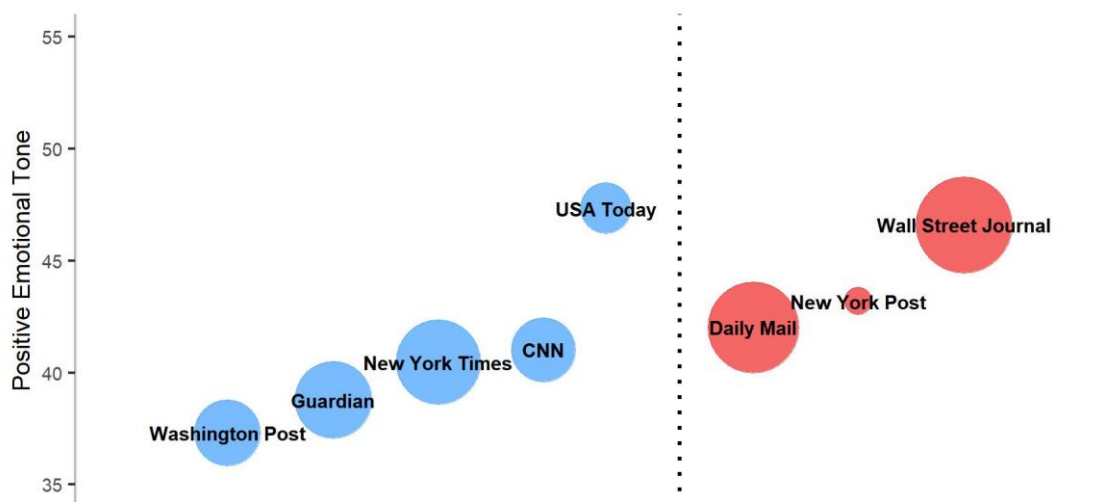 55
50
45
40
35
Positive Emotional Tone
USA Today
Wall Street Journal
New York Post
Daily Mail
CNN
New York Times
Guardian
Washington Post